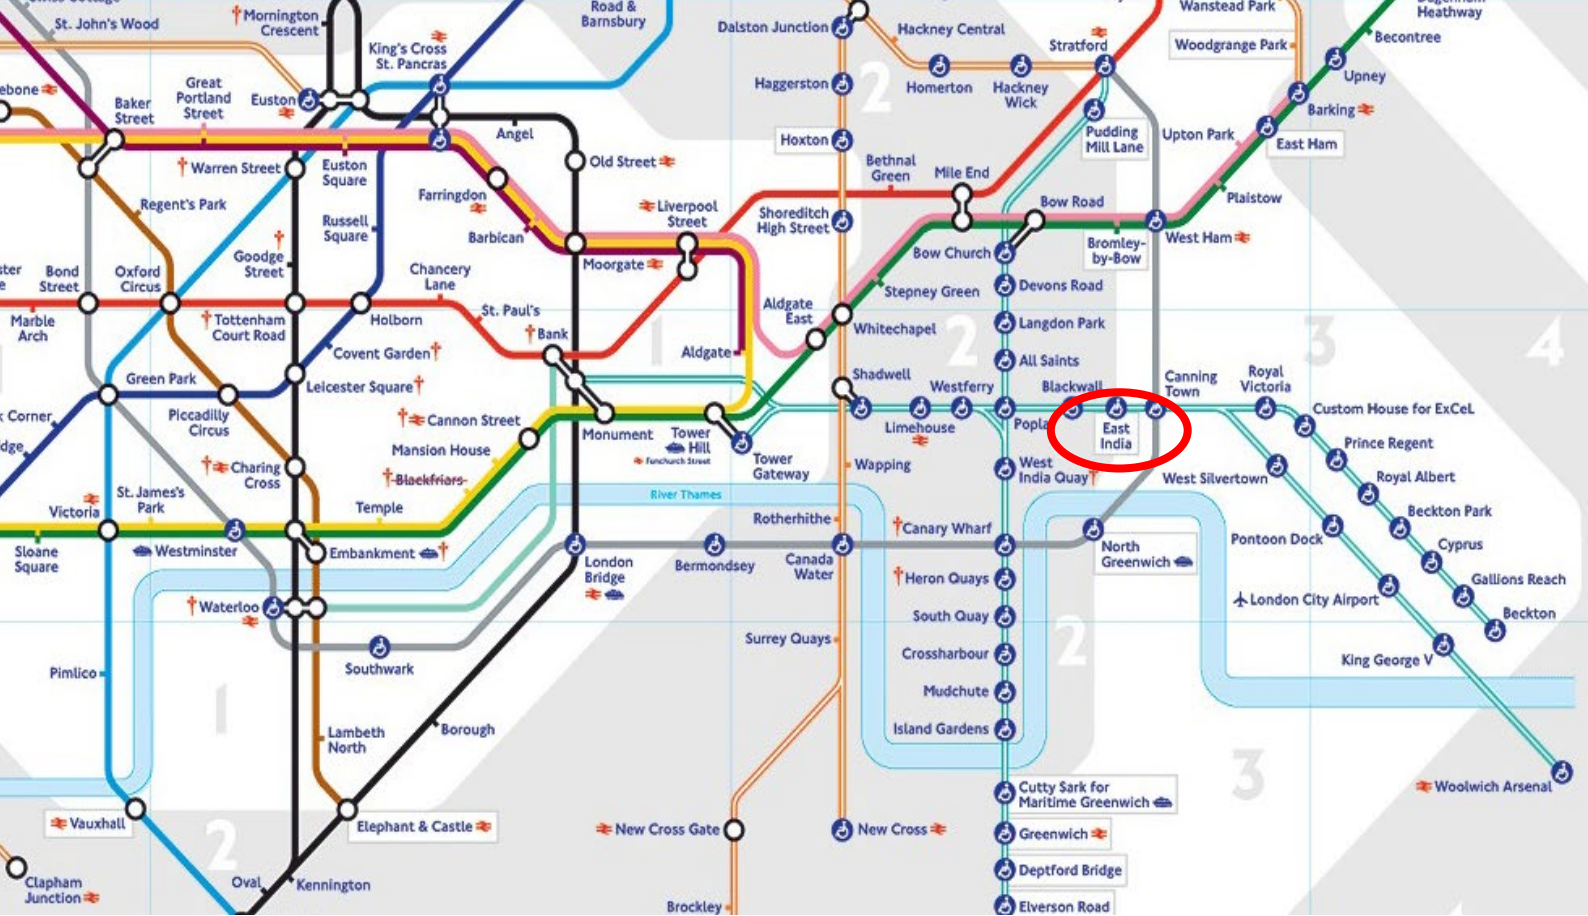 St. John's Wood
Mornington
Crescent
King's Cross
St. Pancras
Road &
Barnsbury
Dalston Junction
Hackney Central
Stratford
Wanstead Park
Woodgrange Park
Heathway
Becontree
Upney
Barking
East Ham
Upton Park
Plaistow
West Ham
Haggerston
Homerton
Hackney
Wick
Pudding
Mill Lane
2
Hoxton
Baker
Street
Great
Portland
Street
Euston
Angel
Old Street
Warren Street
Euston
Square
Farringdon
Liverpool
Street
Bethnal
Green
Mile End
Bow Road
Bromley-
by-Bow
Shoreditch
High Street
Regent's Park
Russell
Square
Barbican
Moorgate
Bow Church
Devons Road
Stepney Green
Langdon Park
All Saints
Bond
Street
Oxford
Circus
Goodge
Street
Chancery
Lane
St. Paul's
Aldgate
East
Whitechapel
Marble
Arch
Tottenham
Court Road
Holborn
Covent Garden
Bank
1
Aldgate
2
3
4
Green Park
Leicester Square
Shadwell
Westferry
Blackwall
Canning
Town
Royal
Victoria
Custom House for ExCeL
Corner
Piccadilly
Circus
Cannon Street
Mansion House
Monument
Tower
Hill
Fenchurch Street
Tower
Gateway
Limehouse
East
India
Prince Regent
Royal Albert
Beckton Park
Cyprus
Gallions Reach
Beckton
Charing
Cross
Blackfriars
Wapping
West
India Quay
West Silvertown
Pontoon Dock
London City Airport
King George V
Woolwich Arsenal
Victoria
St. James's
Park
Temple
River Thames
Rotherhithe
Canary Wharf
North
Greenwich
Sloane
Square
Westminster
Embankment
London
Bridge
Bermondsey
Canada
Water
Heron Quays
South Quay
Crossharbour
Mudchute
Island Gardens
Waterloo
Southwark
Surrey Quays
2
3
Pimlico
1
Lambeth
North
Borough
Cutty Sark for
Maritime Greenwich
Vauxhall
Elephant & Castle
New Cross Gate
New Cross
Greenwich
Deptford Bridge
Elverson Road
2
Clapham
Junction
Oval
Kennington
Brockley